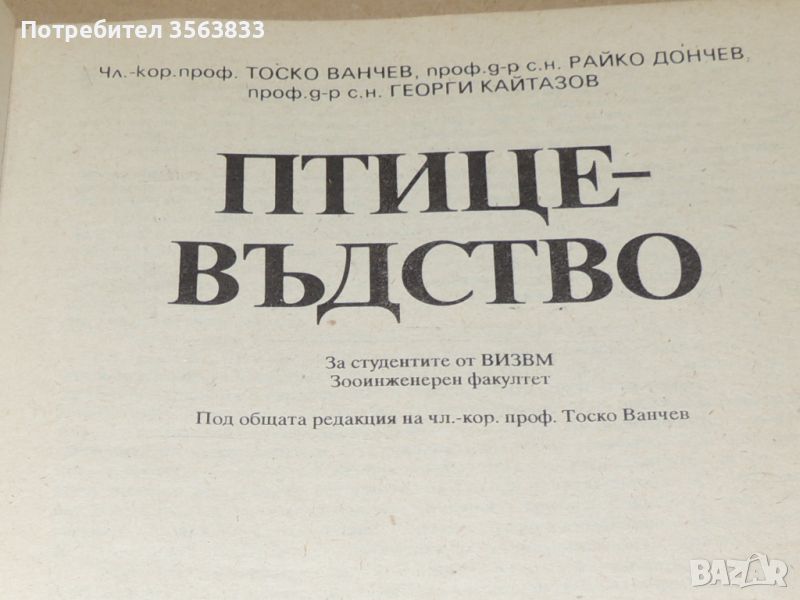 Потребител 3563833
Чл.-кор.проф. ТОСКО ВАНЧЕВ, проф.д-р с.н. РАЙКО ДОНЧЕВ,
проф.д-р с.н. ГЕОРГИ КАЙТАЗОВ
ПТИЦЕ-
ВЪДСТВО
За студентите от ВИЗВМ
Зооинженерен факултет
Под общата редакция на чл.-кор. проф. Тоско Ванчев
BAZAR